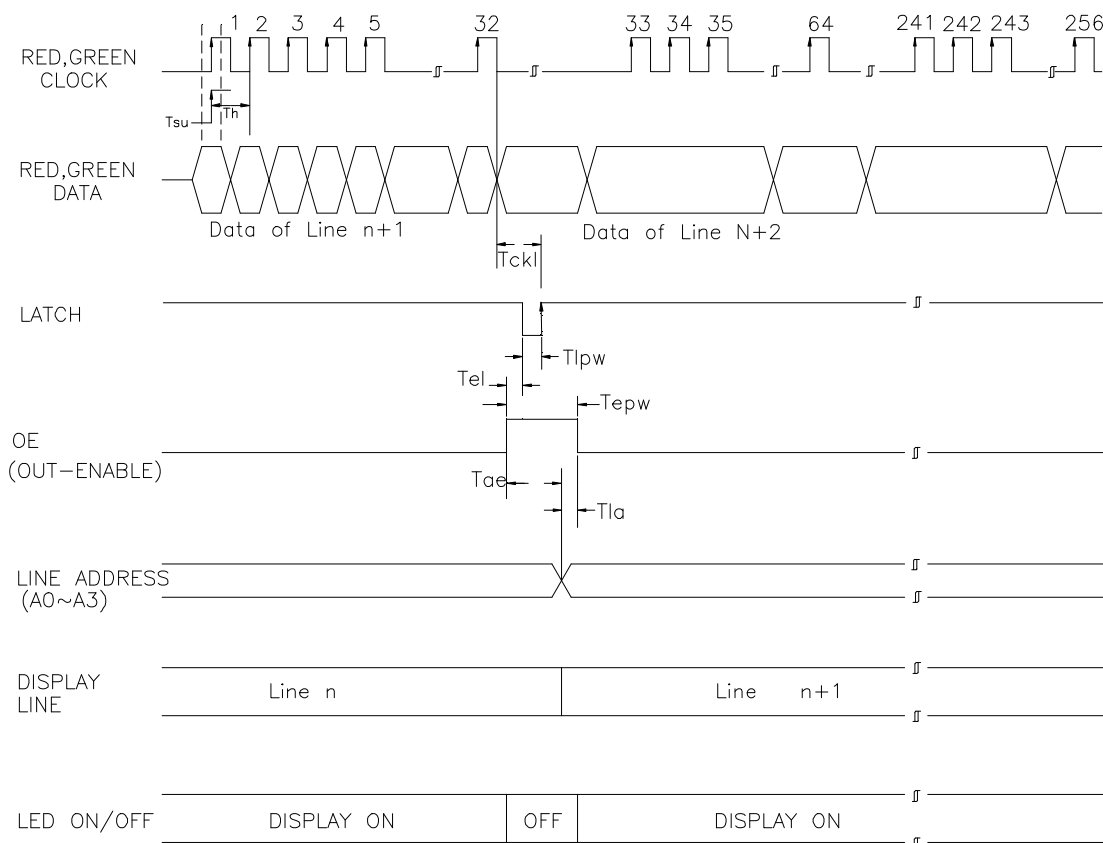 1 2 3 4 5 32 33 34 35 64 241 242 243 256
RED,GREEN
CLOCK
Tsu
Th
RED,GREEN
DATA
Data of Line n+1
Data of Line N+2
Tckl
LATCH
Tlpw
Tel
Tepw
OE
(OUT-ENABLE)
Tae
Tla
LINE ADDRESS
(A0~A3)
DISPLAY
LINE
Line n
Line n+1
LED ON/OFF
DISPLAY ON
OFF
DISPLAY ON